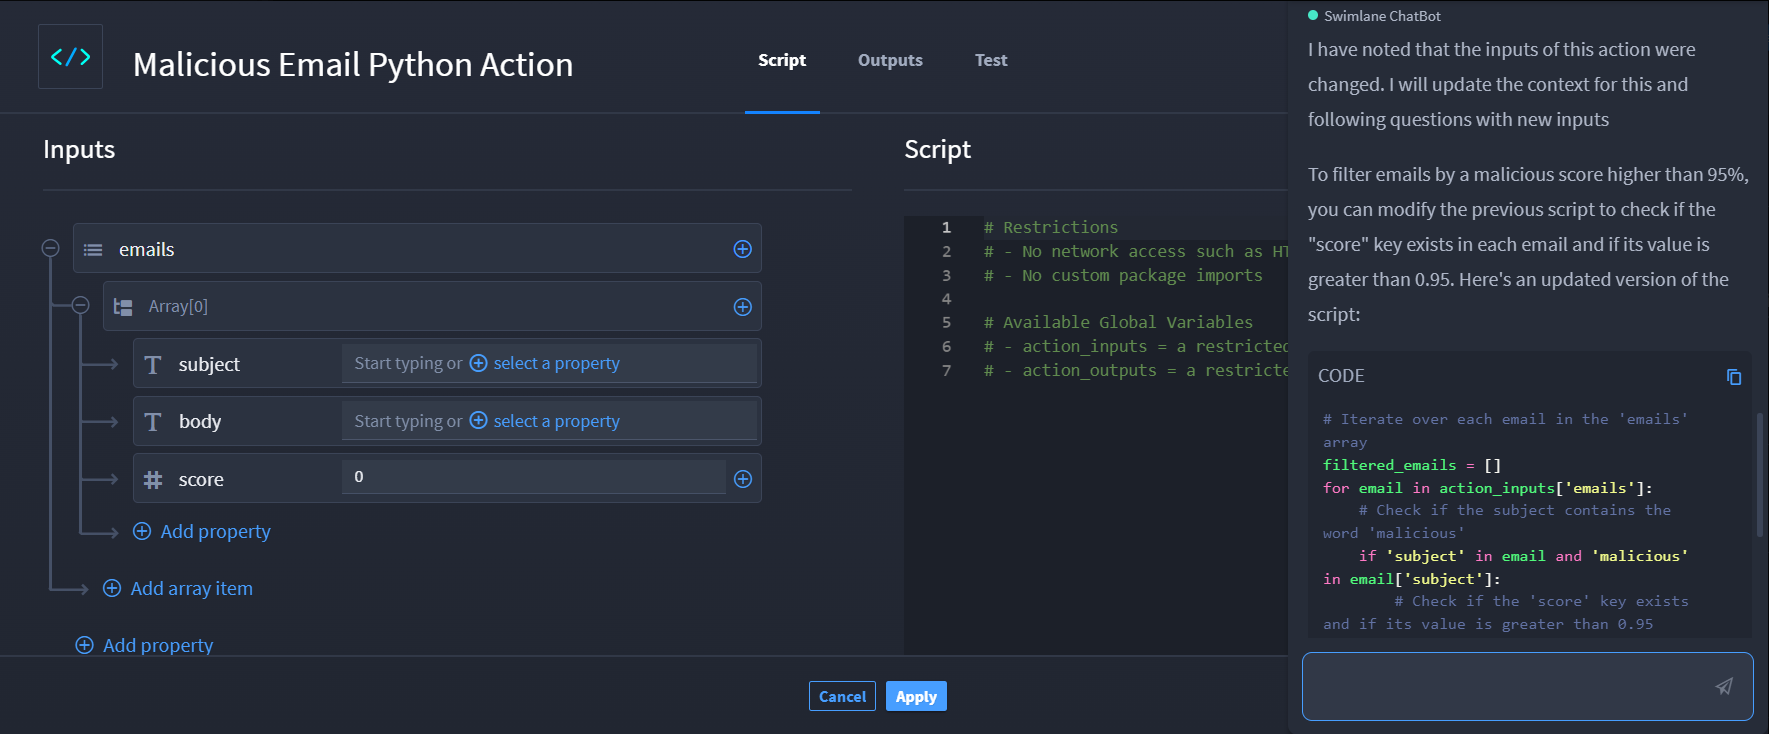 </>
Malicious Email Python Action
Script
Outputs
Test
Inputs
emails
Array[0]
subject
Start typing or select a property
body
Start typing or select a property
score
0
Add property
Add array item
Add property
Script
1 # Restrictions
2 # - No network access such as HT
3 # - No custom package imports
4
5 # Available Global Variables
6 # - action_inputs = a restricted
7 # - action_outputs = a restricte
Cancel
Apply
Swimlane ChatBot
I have noted that the inputs of this action were
changed. I will update the context for this and
following questions with new inputs
To filter emails by a malicious score higher than 95%,
you can modify the previous script to check if the
"score" key exists in each email and if its value is
greater than 0.95. Here's an updated version of the
script:
CODE
# Iterate over each email in the 'emails'
array
filtered_emails = []
for email in action_inputs['emails']:
# Check if the subject contains the
word 'malicious'
if 'subject' in email and 'malicious'
in email['subject']:
# Check if the 'score' key exists
and if its value is greater than 0.95